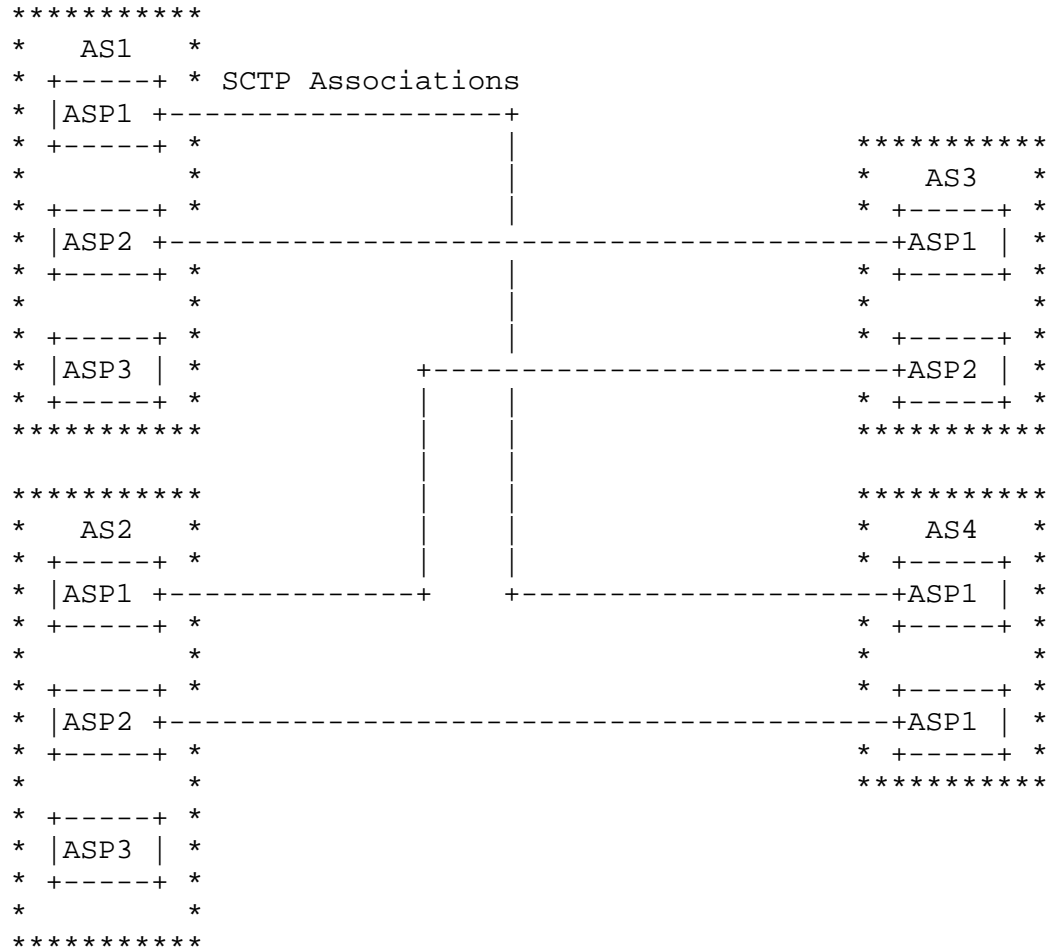 AS1
SCTP Associations
ASP1
AS3
ASP2 ASP1
ASP3 ASP2
AS2 AS4
ASP1 ASP1
ASP2 ASP1
ASP3